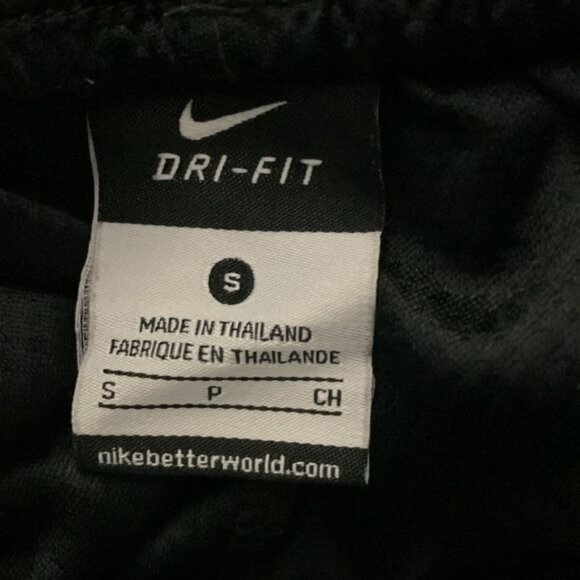 DRI-FIT
S
MADE IN THAILAND
FABRIQUE EN THAILANDE
S P CH
nikebetterworld.com